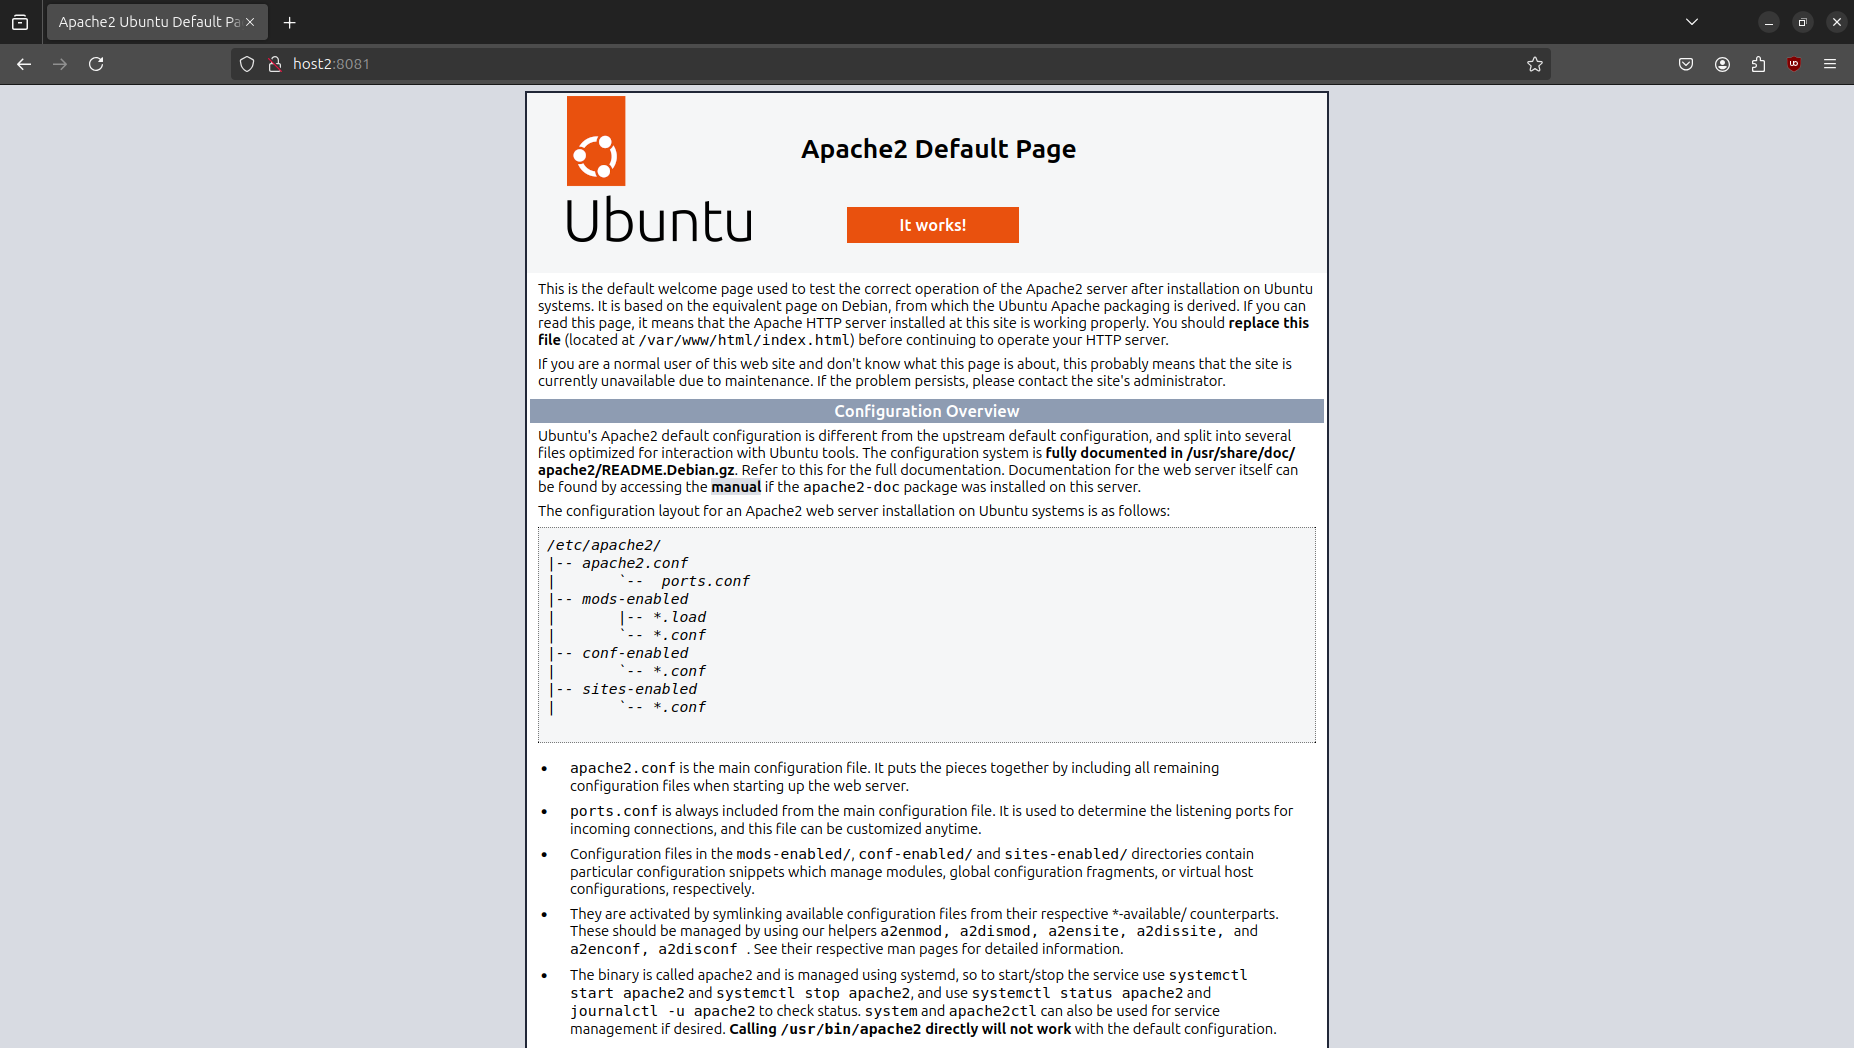 Apache2 Ubuntu Default Pa
host2:8081
Apache2 Default Page
Ubuntu
It works!
This is the default welcome page used to test the correct operation of the Apache2 server after installation on Ubuntu
systems. It is based on the equivalent page on Debian, from which the Ubuntu Apache packaging is derived. If you can
read this page, it means that the Apache HTTP server installed at this site is working properly. You should replace this
file (located at /var/www/html/index.html) before continuing to operate your HTTP server.
If you are a normal user of this web site and don't know what this page is about, this probably means that the site is
currently unavailable due to maintenance. If the problem persists, please contact the site's administrator.
Configuration Overview
Ubuntu's Apache2 default configuration is different from the upstream default configuration, and split into several
files optimized for interaction with Ubuntu tools. The configuration system is fully documented in /usr/share/doc/
apache2/README.Debian.gz. Refer to this for the full documentation. Documentation for the web server itself can
be found by accessing the manual if the apache2-doc package was installed on this server.
The configuration layout for an Apache2 web server installation on Ubuntu systems is as follows:
/etc/apache2/
|-- apache2.conf
|       `--  ports.conf
|-- mods-enabled
|       |-- *.load
|       `-- *.conf
|-- conf-enabled
|       `-- *.conf
|-- sites-enabled
|       `-- *.conf
• apache2.conf is the main configuration file. It puts the pieces together by including all remaining
configuration files when starting up the web server.
• ports.conf is always included from the main configuration file. It is used to determine the listening ports for
incoming connections, and this file can be customized anytime.
• Configuration files in the mods-enabled/, conf-enabled/ and sites-enabled/ directories contain
particular configuration snippets which manage modules, global configuration fragments, or virtual host
configurations, respectively.
• They are activated by symlinking available configuration files from their respective *-available/ counterparts.
These should be managed by using our helpers a2enmod, a2dismod, a2ensite, a2dissite, and
a2enconf, a2disconf . See their respective man pages for detailed information.
• The binary is called apache2 and is managed using systemd, so to start/stop the service use systemctl
start apache2 and systemctl stop apache2, and use systemctl status apache2 and
journalctl -u apache2 to check status. system and apache2ctl can also be used for service
management if desired. Calling /usr/bin/apache2 directly will not work with the default configuration.